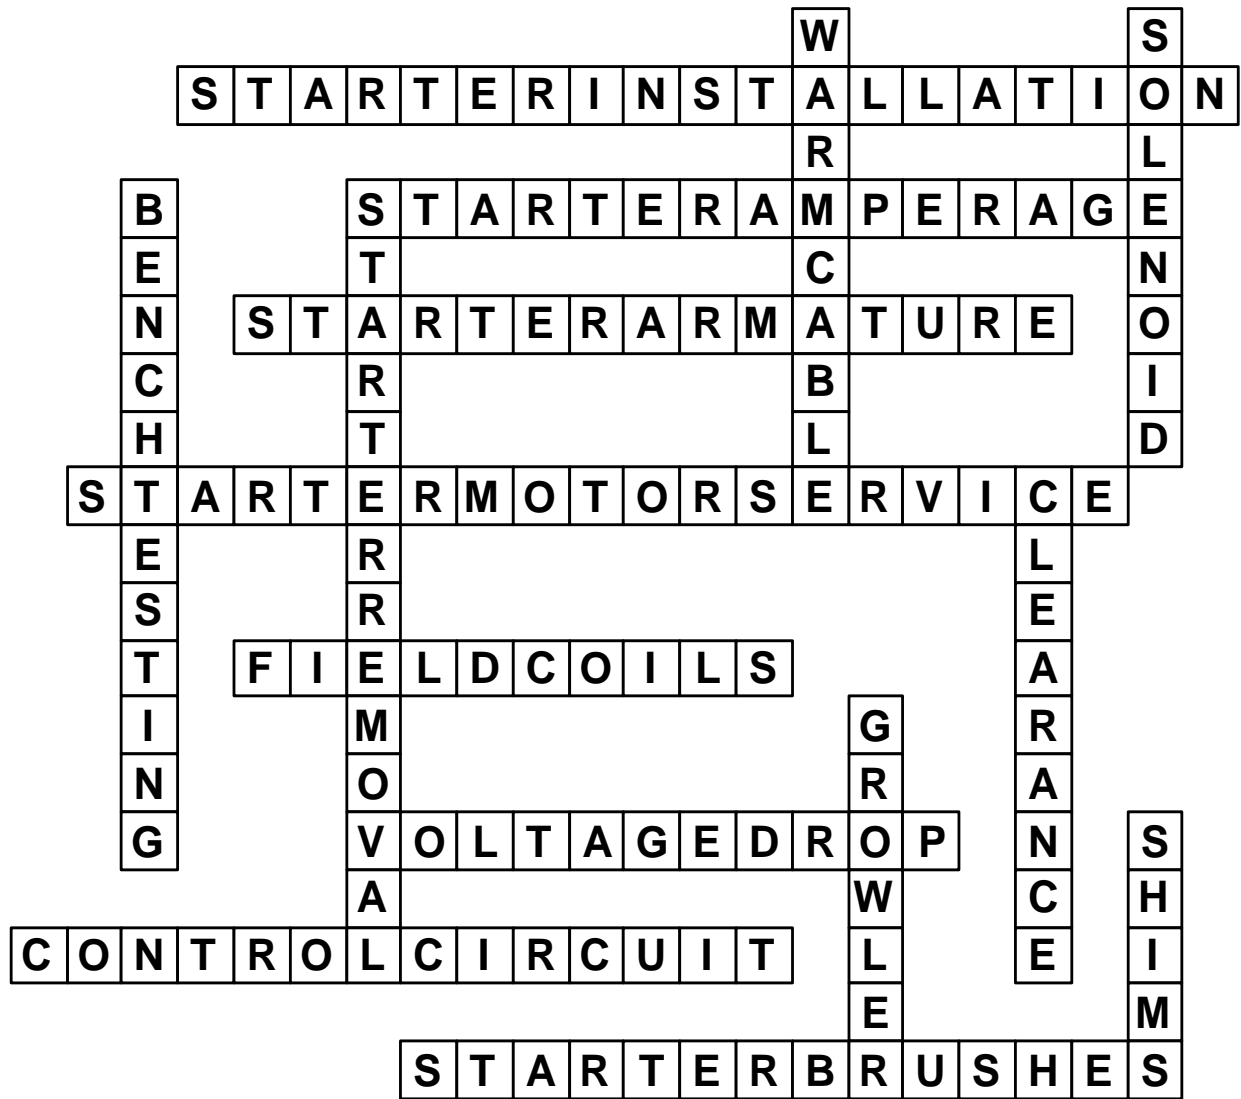 WARMCABLE
SOLENOID
STARTERINSTALLATION
BENCHTESTING
STARTERAMPERAGE
STARTERREMOVAL
STARTERARMATURE
STARTERMOTORSERVICE
CLEARANCE
FIELDCOILS
GROWLER
VOLTAGEDROP
SHIMS
CONTROLCIRCUIT
STARTERBRUSHES